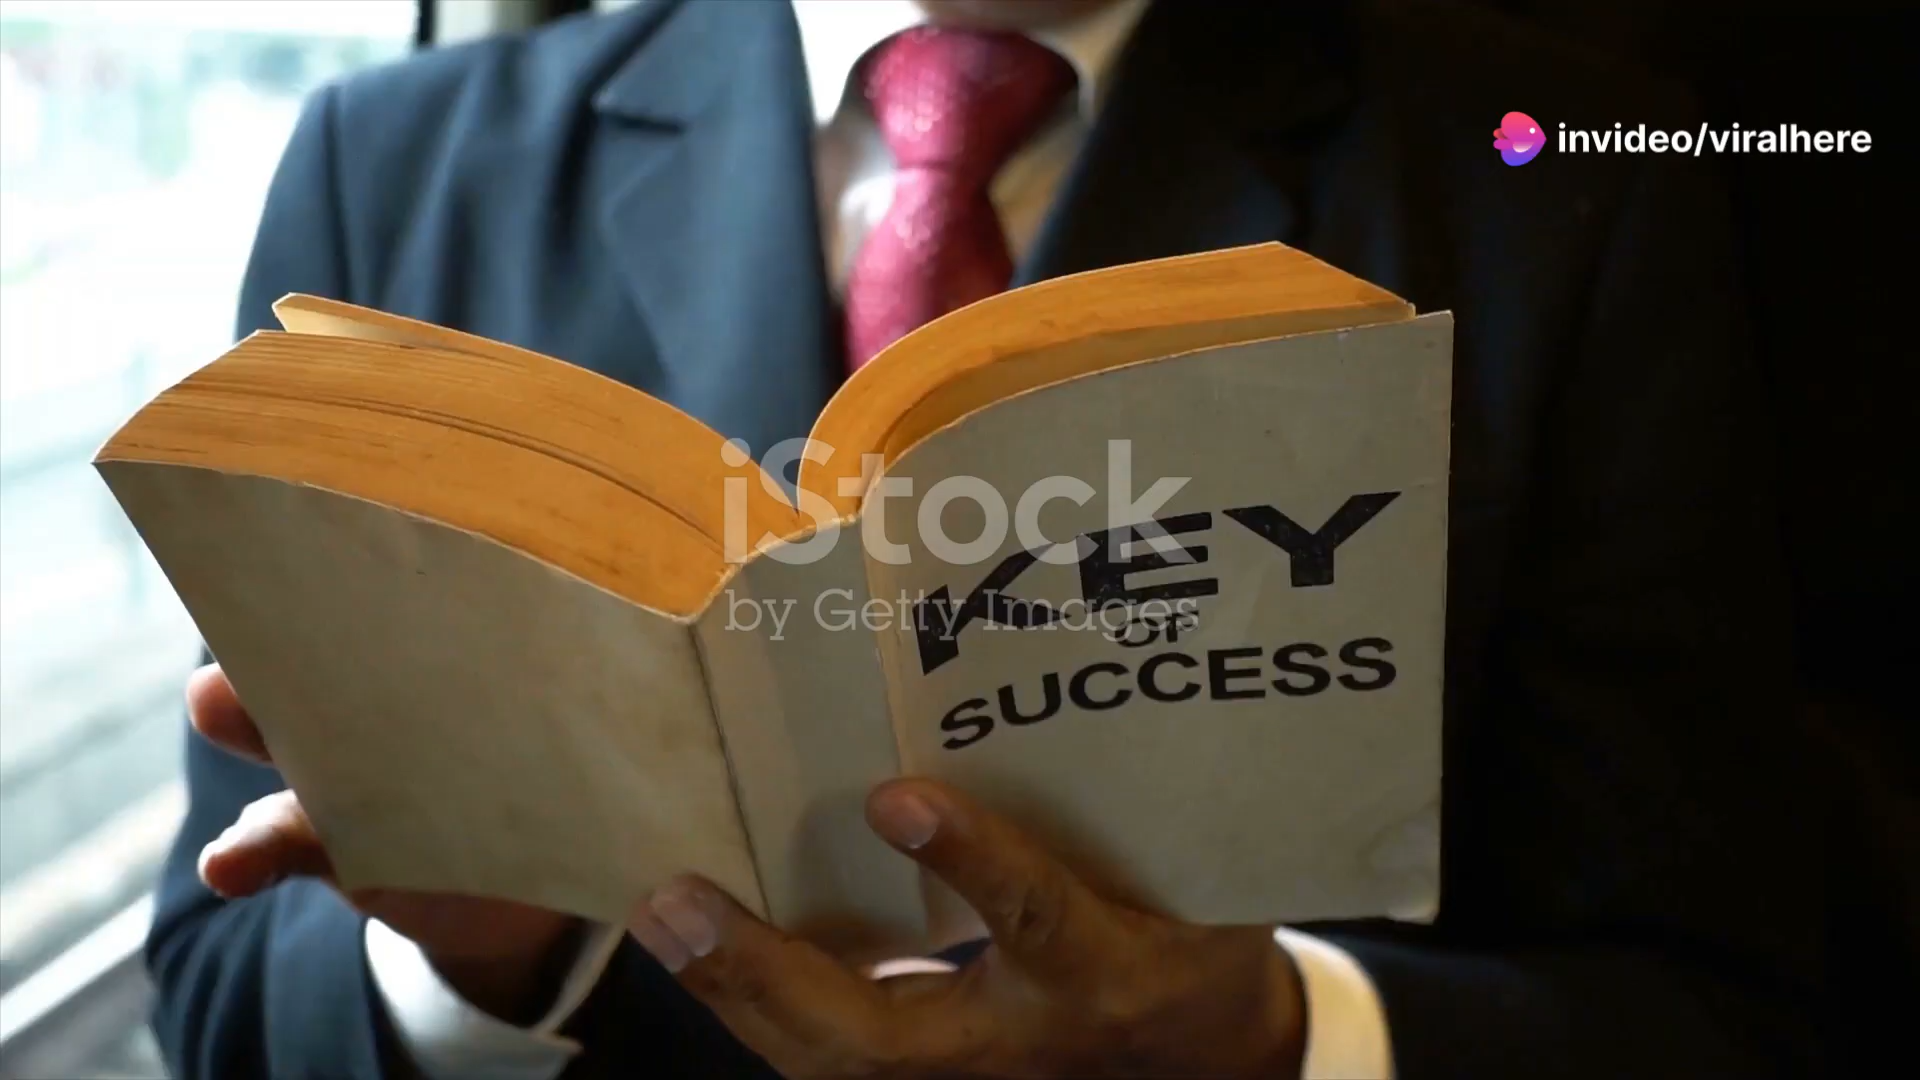 invideo/viralhere
iStock
by Getty Images
KEY
OF
SUCCESS